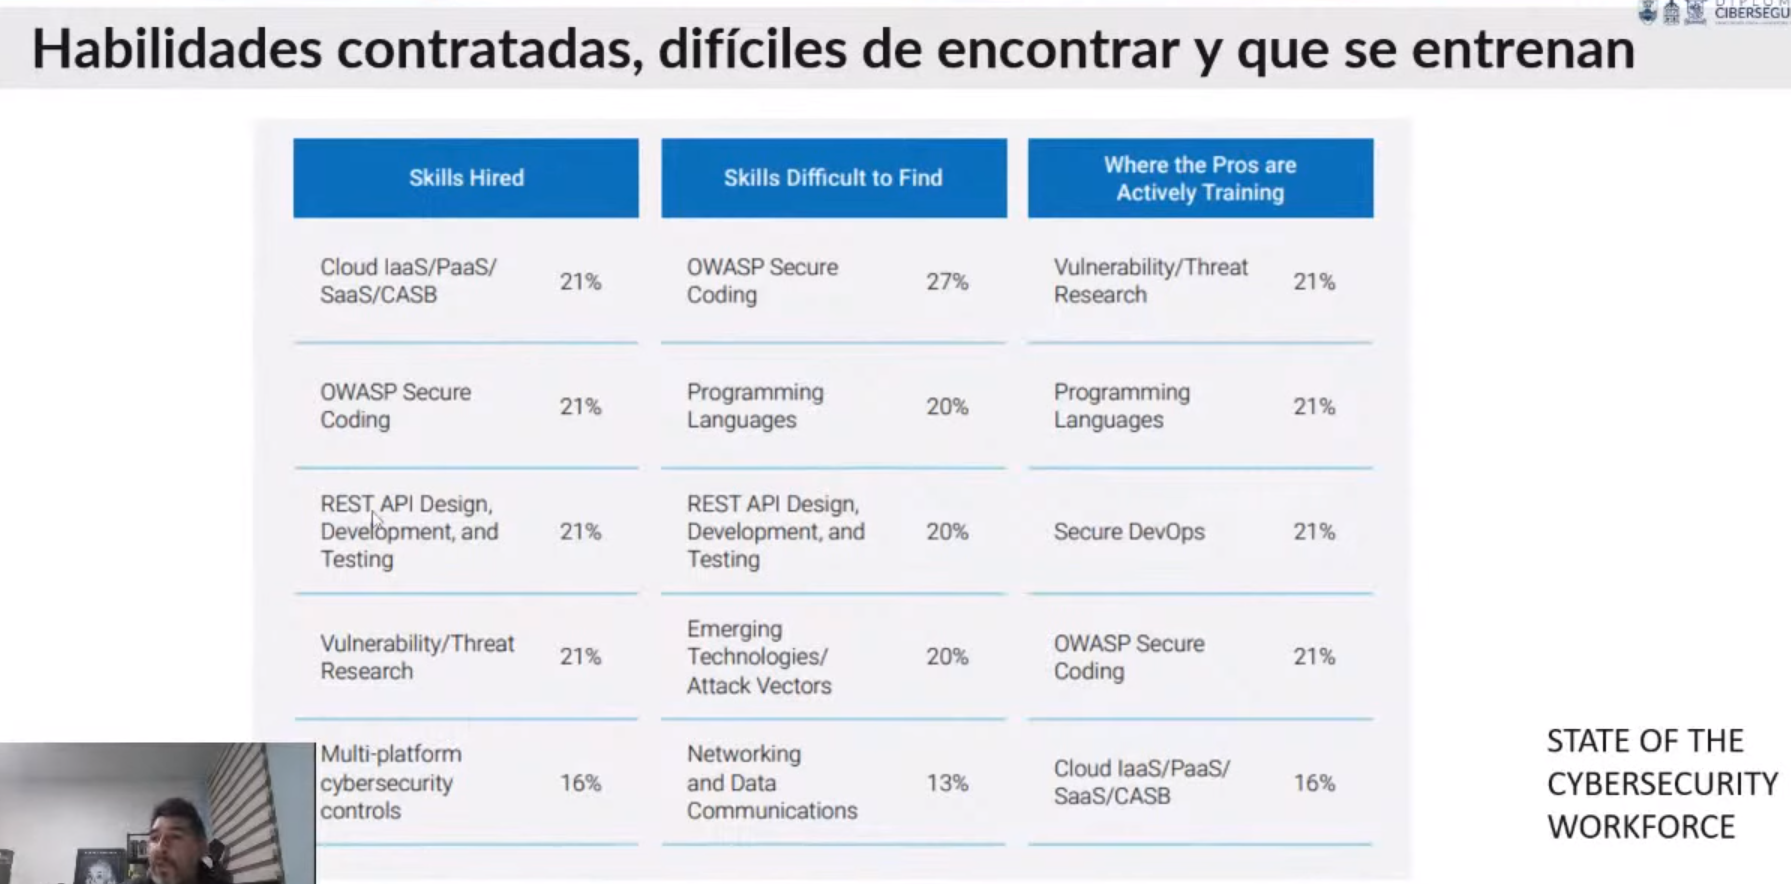 CIBERSEGU
Habilidades contratadas, difíciles de encontrar y que se entrenan
Skills Hired
Cloud IaaS/PaaS/
SaaS/CASB
21%
OWASP Secure
Coding
21%
REST API Design,
Development, and
Testing
21%
Vulnerability/Threat
Research
21%
Multi-platform
cybersecurity
controls
16%
Skills Difficult to Find
OWASP Secure
Coding
27%
Programming
Languages
20%
REST API Design,
Development, and
Testing
20%
Emerging
Technologies/
Attack Vectors
20%
Networking
and Data
Communications
13%
Where the Pros are
Actively Training
Vulnerability/Threat
Research
21%
Programming
Languages
21%
Secure DevOps
21%
OWASP Secure
Coding
21%
Cloud IaaS/PaaS/
SaaS/CASB
16%
STATE OF THE
CYBERSECURITY
WORKFORCE